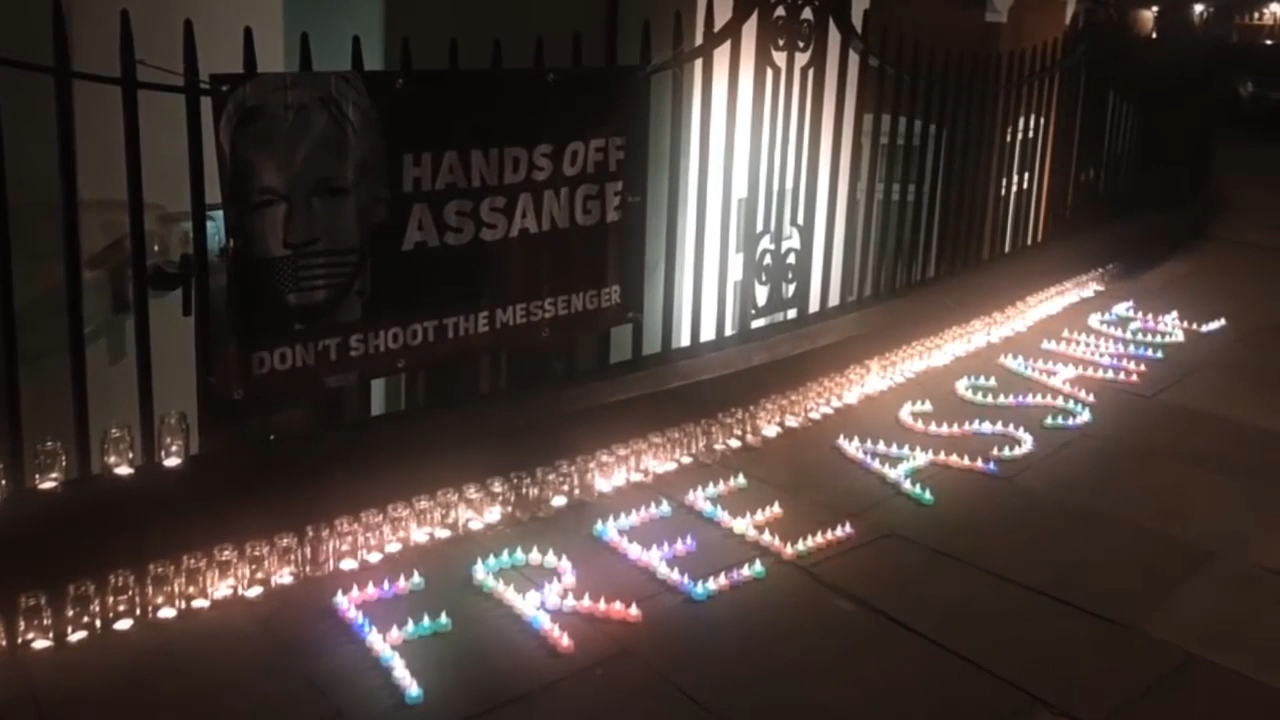 HANDS OFF
ASSANGE
DON'T SHOOT THE MESSENGER
FREE ASSANGE